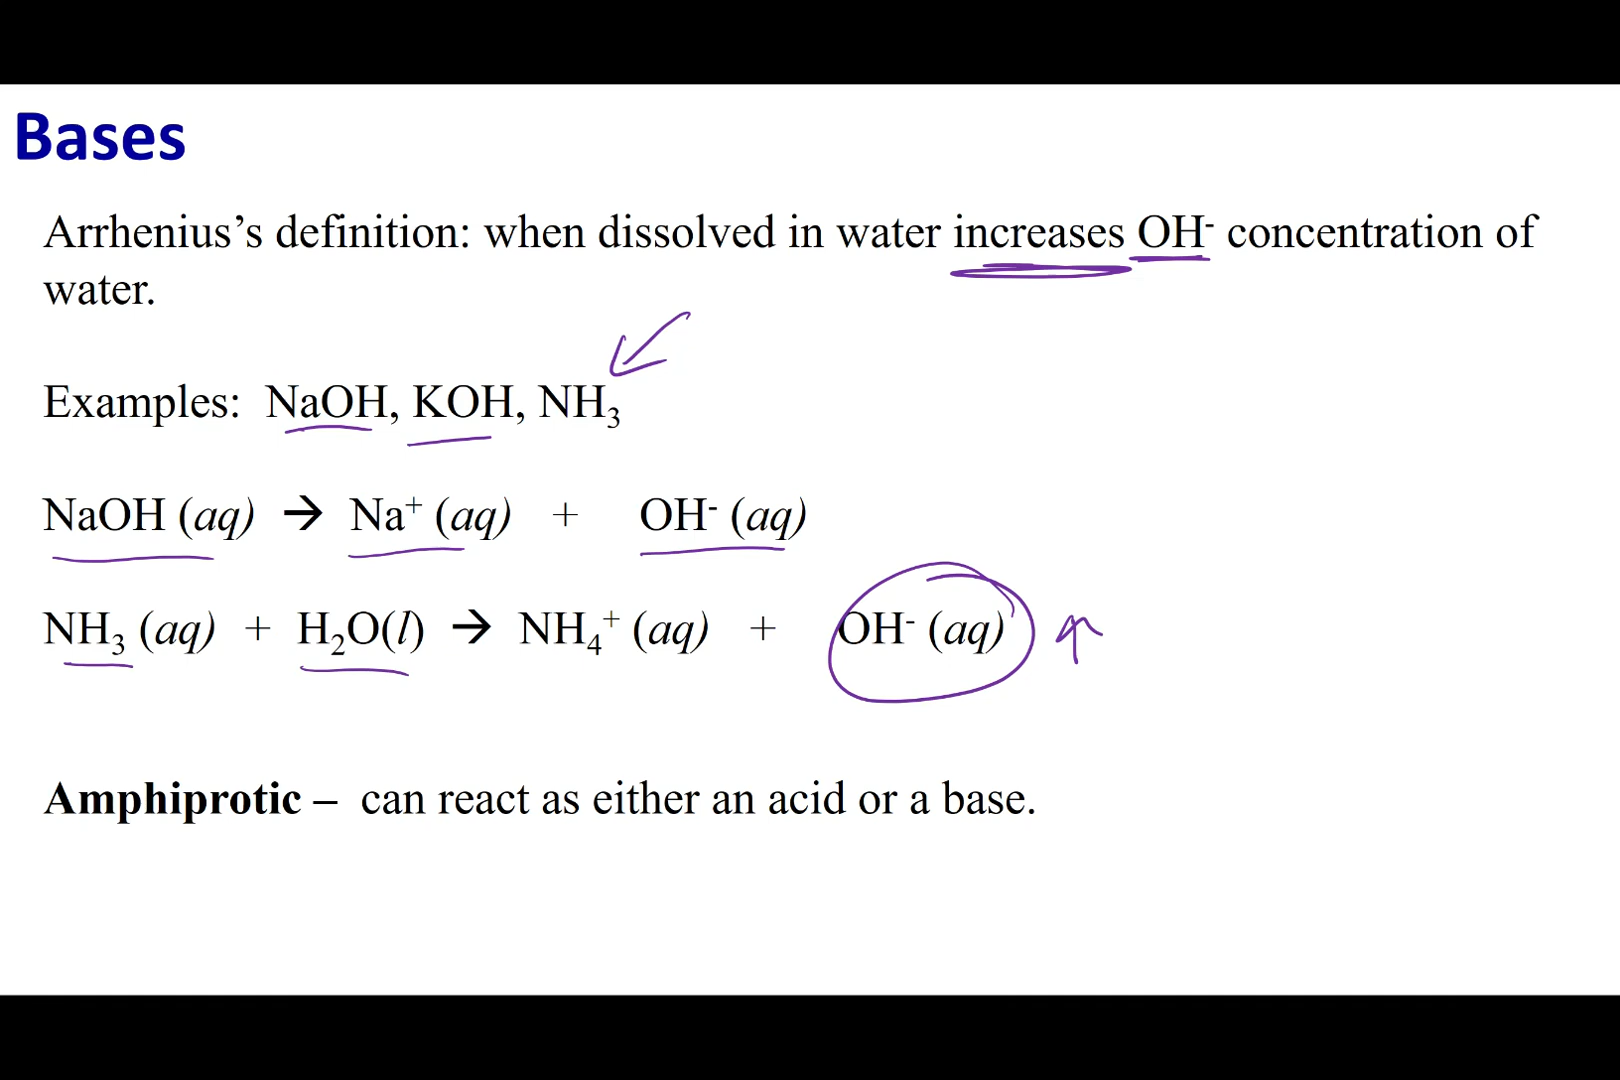 Bases
Arrhenius’s definition: when dissolved in water increases OH⁻ concentration of
water.
Examples: NaOH, KOH, NH₃
NaOH (aq) → Na⁺ (aq) + OH⁻ (aq)
NH₃ (aq) + H₂O(l) → NH₄⁺ (aq) + OH⁻ (aq) ↑
Amphiprotic – can react as either an acid or a base.